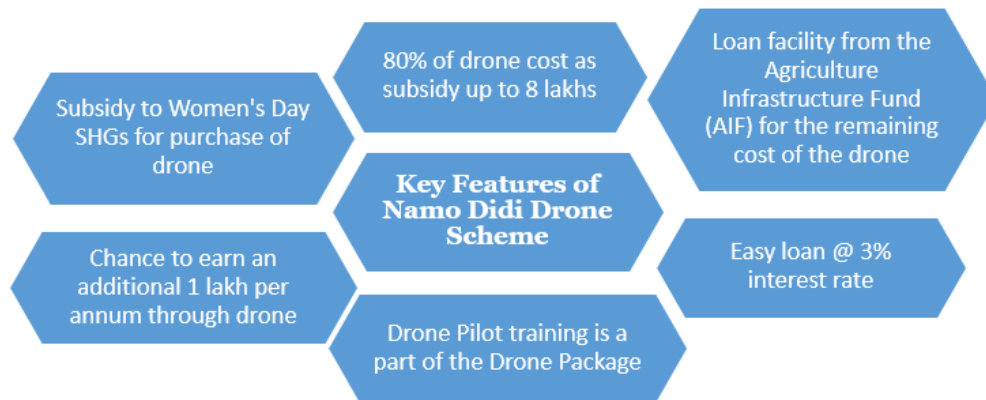 80% of drone cost as
subsidy up to 8 lakhs
Loan facility from the
Agriculture
Infrastructure Fund
(AIF) for the remaining
cost of the drone
Subsidy to Women's Day
SHGs for purchase of
drone
Key Features of
Namo Didi Drone
Scheme
Chance to earn an
additional 1 lakh per
annum through drone
Easy loan @ 3%
interest rate
Drone Pilot training is a
part of the Drone Package